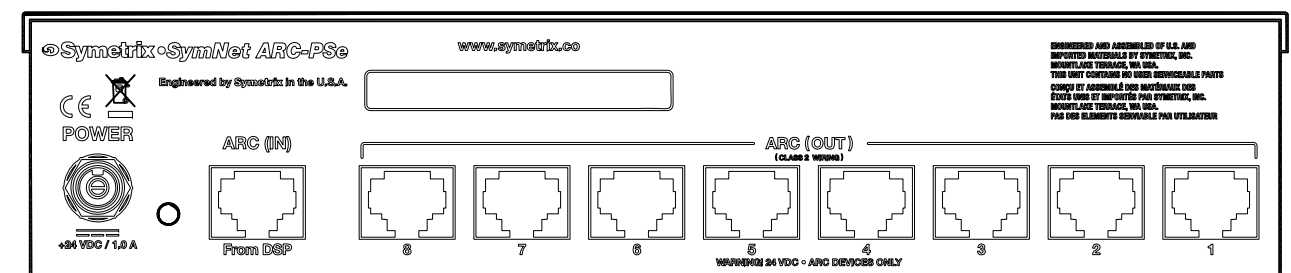 Symetrix•SymNet ARC-PSe
www.symetrix.co
Engineered by Symetrix in the U.S.A.
ENGINEERED AND ASSEMBLED OF U.S. AND
IMPORTED MATERIALS BY SYMETRIX, INC.
MOUNTLAKE TERRACE, WA USA.
THIS UNIT CONTAINS NO USER SERVICEABLE PARTS
CONÇU ET ASSEMBLÉ DES MATÉRIAUX DES
ÉTATS UNIS ET IMPORTÉS PAR SYMETRIX, INC.
MOUNTLAKE TERRACE, WA USA.
PAS DES ELEMENTS SERVIABLE PAR UTILISATEUR
CE
POWER
+24 VDC / 1,0 A
ARC (IN)
From DSP
ARC (OUT)
(CLASS 2 WIRING)
8 7 6 5 4 3 2 1
WARNING! 24 VDC • ARC DEVICES ONLY